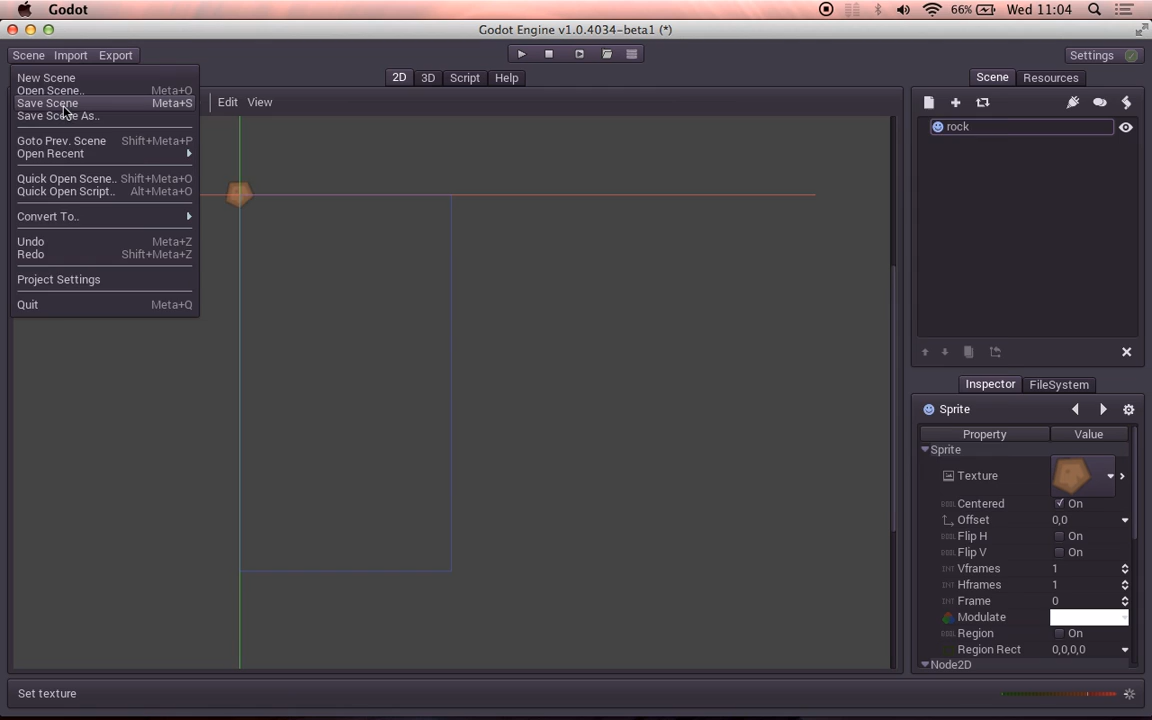 Godot
66%
Wed 11:04
Godot Engine v1.0.4034-beta1 (*)
Scene Import Export
Settings
New Scene
Open Scene.. Meta+O
Save Scene Meta+S
Save Scene As..
Goto Prev. Scene Shift+Meta+P
Open Recent
Quick Open Scene.. Shift+Meta+O
Quick Open Script.. Alt+Meta+O
Convert To..
Undo Meta+Z
Redo Shift+Meta+Z
Project Settings
Quit Meta+Q
2D 3D Script Help
Edit View
Scene Resources
rock
Inspector FileSystem
Sprite
Property Value
Sprite
Texture
Centered On
Offset 0,0
Flip H On
Flip V On
Vframes 1
Hframes 1
Frame 0
Modulate
Region On
Region Rect 0,0,0,0
Node2D
Set texture